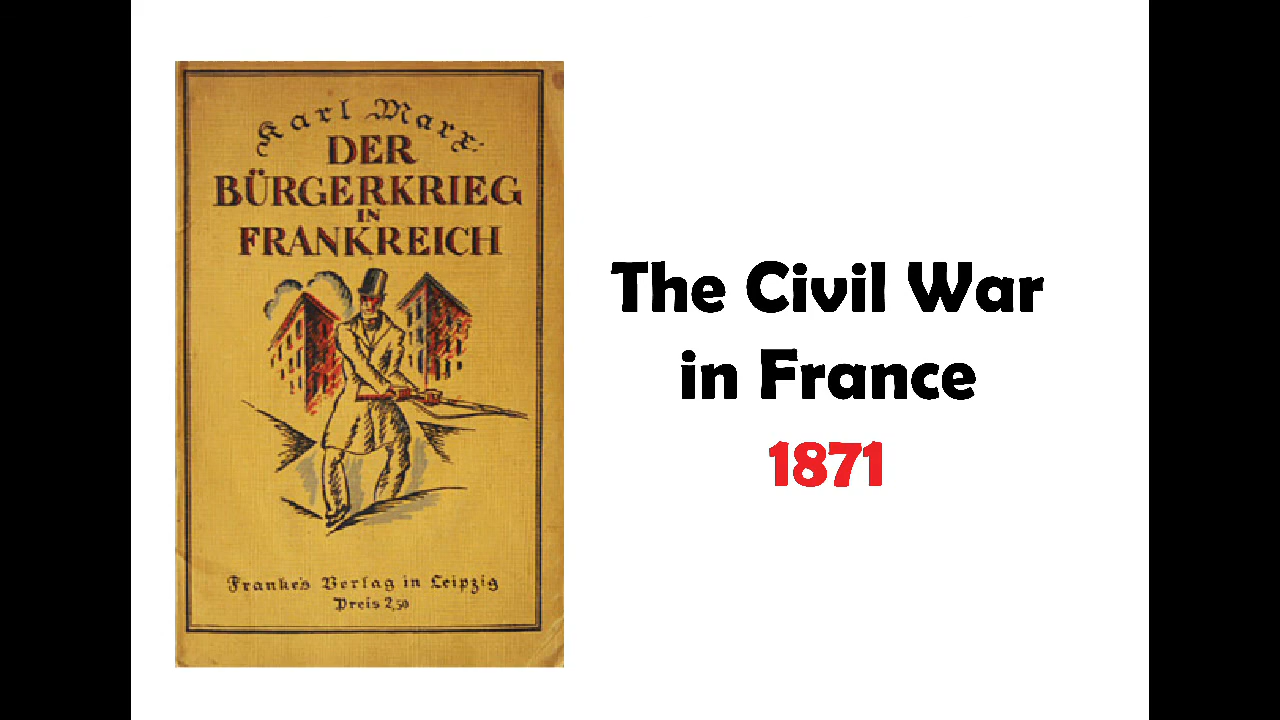 Karl Marx:
DER
BÜRGERKRIEG
IN
FRANKREICH
Franke's Verlag in Leipzig
Preis 2,50
The Civil War
in France
1871